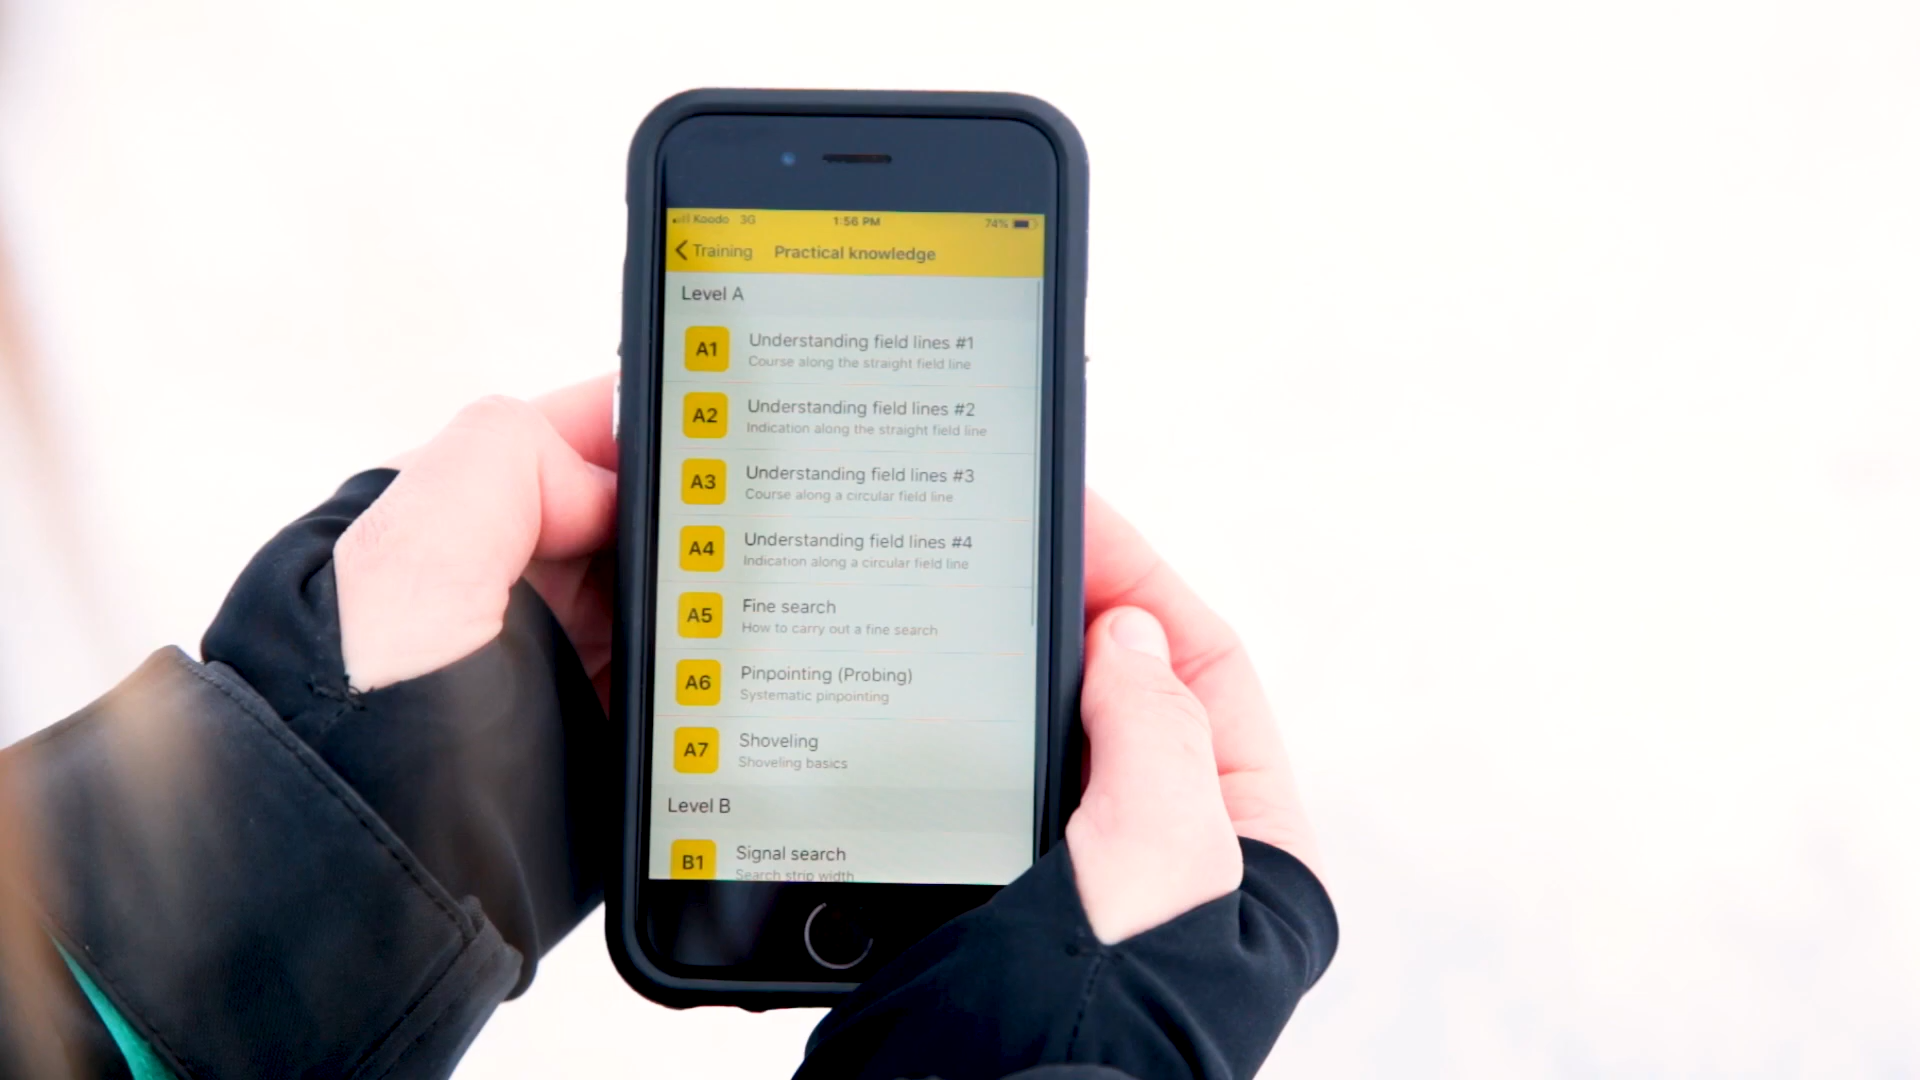 Koodo 3G 1:56 PM 74%
Training Practical knowledge
Level A
A1 Understanding field lines #1
Course along the straight field line
A2 Understanding field lines #2
Indication along the straight field line
A3 Understanding field lines #3
Course along a circular field line
A4 Understanding field lines #4
Indication along a circular field line
A5 Fine search
How to carry out a fine search
A6 Pinpointing (Probing)
Systematic pinpointing
A7 Shoveling
Shoveling basics
Level B
B1 Signal search
Search strip width